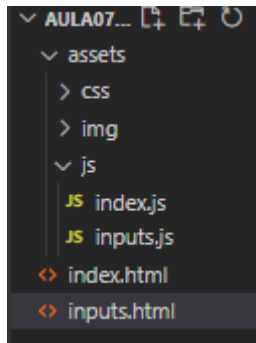 AULA07...
assets
css
img
js
JS index.js
JS inputs.js
<> index.html
<> inputs.html